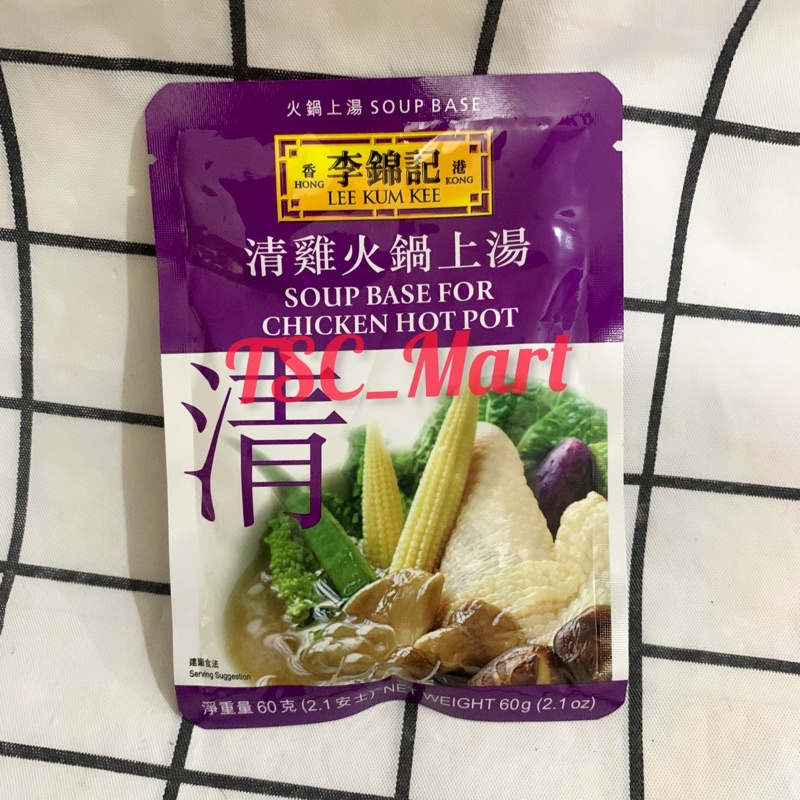 火鍋上湯 SOUP BASE
香 李錦記 港
HONG LEE KUM KEE KONG
清雞火鍋上湯
SOUP BASE FOR
CHICKEN HOT POT
TSC_Mart
清
建議食法
Serving Suggestion
淨重量 60 克 (2.1 安士) NET WEIGHT 60g (2.1 oz)